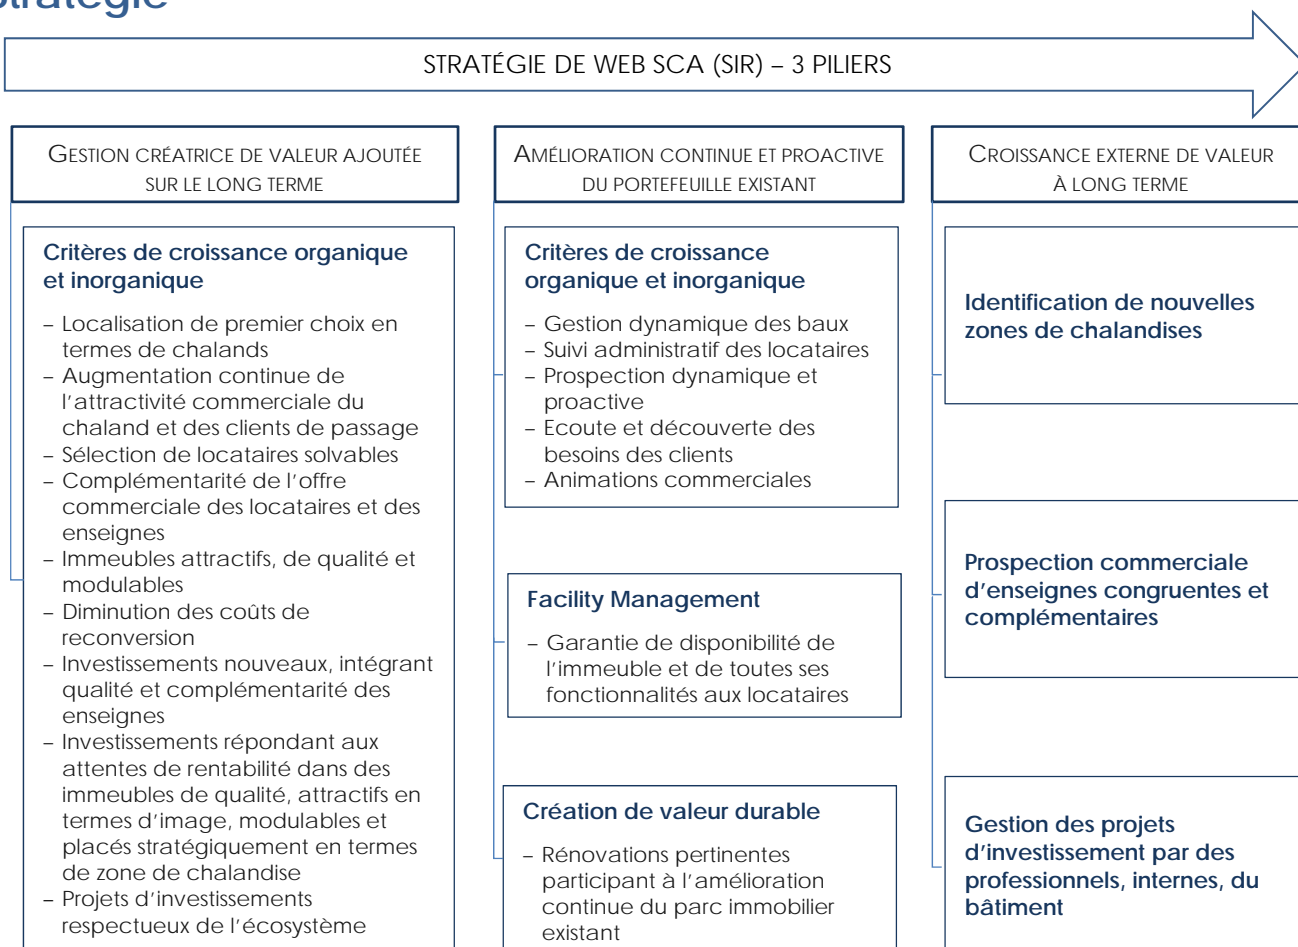 Stratégie
STRATÉGIE DE WEB SCA (SIR) – 3 PILIERS
GESTION CRÉATRICE DE VALEUR AJOUTÉE
SUR LE LONG TERME
Critères de croissance organique
et inorganique
– Localisation de premier choix en
termes de chalands
– Augmentation continue de
l'attractivité commerciale du
chaland et des clients de passage
– Sélection de locataires solvables
– Complémentarité de l'offre
commerciale des locataires et des
enseignes
– Immeubles attractifs, de qualité et
modulables
– Diminution des coûts de
reconversion
– Investissements nouveaux, intégrant
qualité et complémentarité des
enseignes
– Investissements répondant aux
attentes de rentabilité dans des
immeubles de qualité, attractifs en
termes d'image, modulables et
placés stratégiquement en termes
de zone de chalandise
– Projets d'investissements
respectueux de l'écosystème
AMÉLIORATION CONTINUE ET PROACTIVE
DU PORTEFEUILLE EXISTANT
Critères de croissance
organique et inorganique
– Gestion dynamique des baux
– Suivi administratif des locataires
– Prospection dynamique et
proactive
– Ecoute et découverte des
besoins des clients
– Animations commerciales
Facility Management
– Garantie de disponibilité de
l'immeuble et de toutes ses
fonctionnalités aux locataires
Création de valeur durable
– Rénovations pertinentes
participant à l'amélioration
continue du parc immobilier
existant
CROISSANCE EXTERNE DE VALEUR
À LONG TERME
Identification de nouvelles
zones de chalandises
Prospection commerciale
d'enseignes congruentes et
complémentaires
Gestion des projets
d'investissement par des
professionnels, internes, du
bâtiment